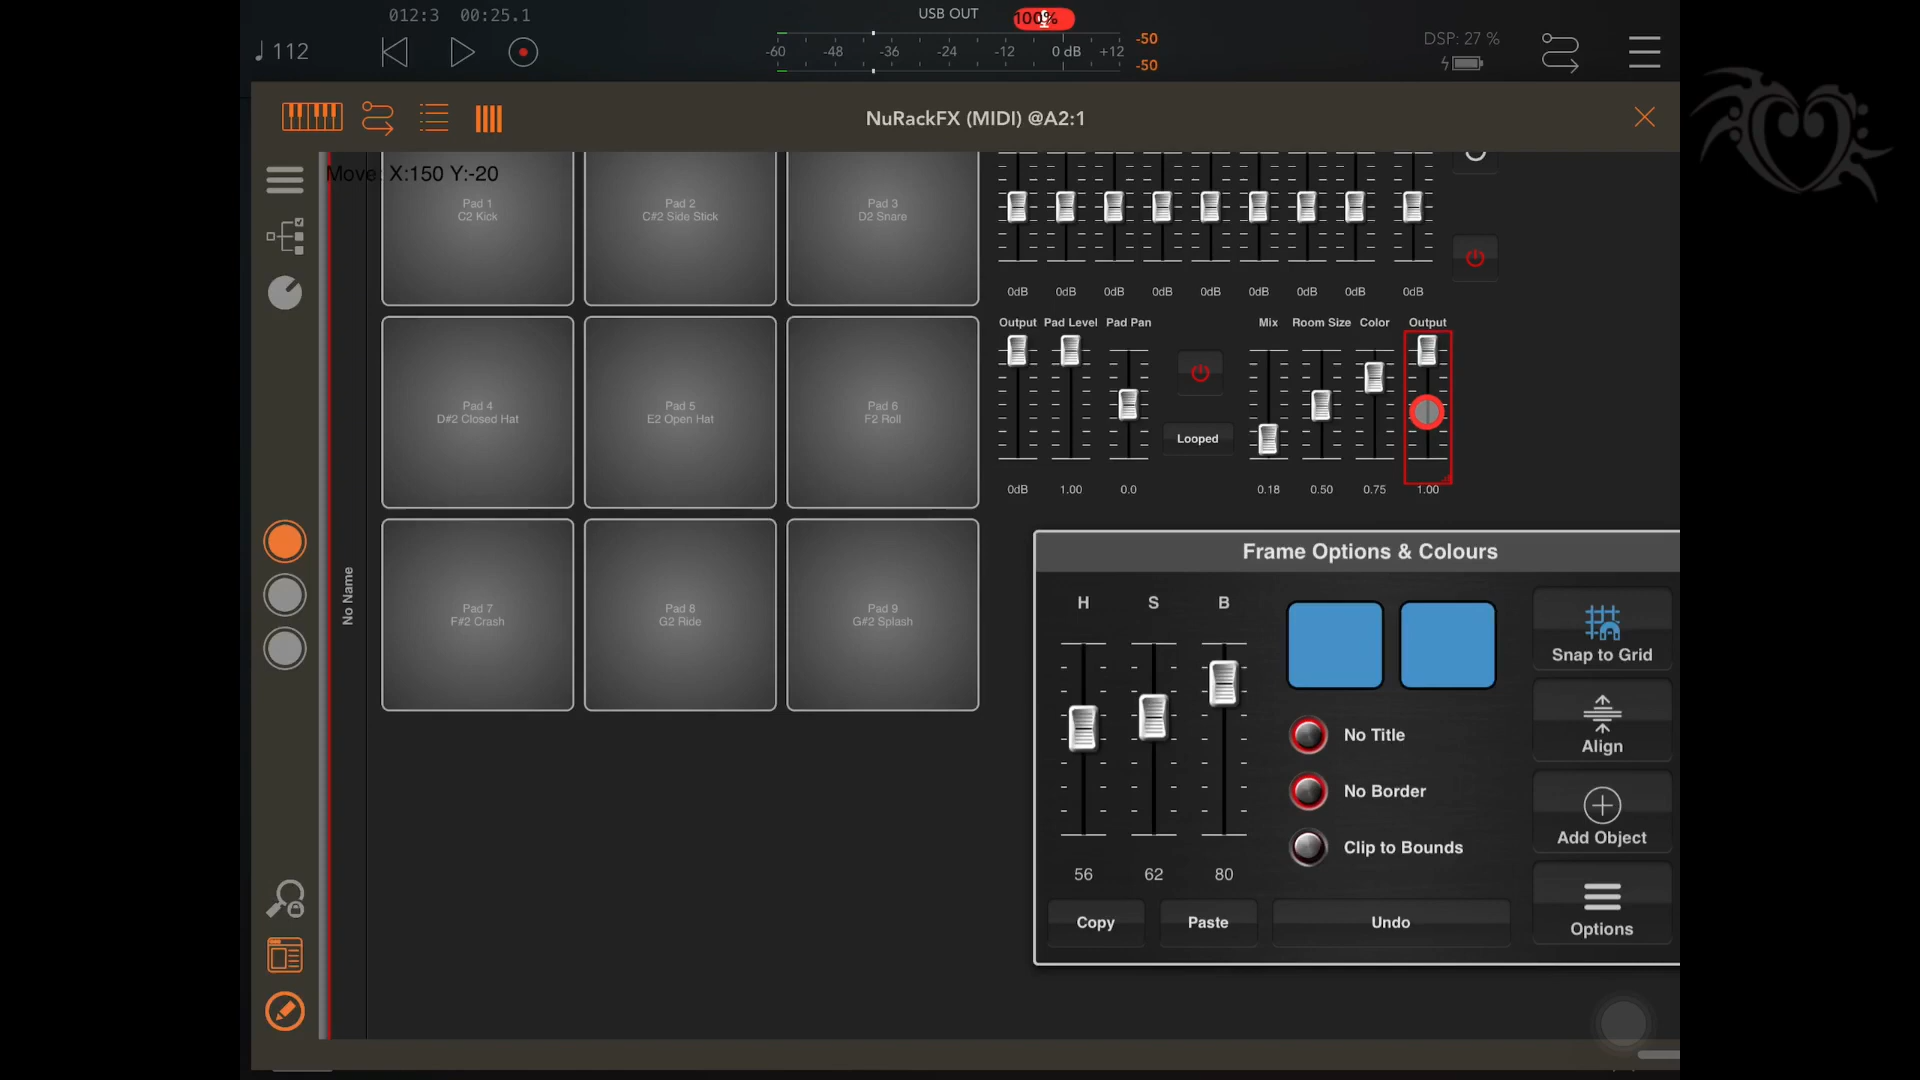 012:3 00:25.1
USB OUT
100%
♩ 112
-60 -48 -36 -24 -12 0 dB +12
-50
-50
DSP: 27 %
NuRackFX (MIDI) @A2:1
Move: X:150 Y:-20
Pad 1
C2 Kick
Pad 2
C#2 Side Stick
Pad 3
D2 Snare
0dB 0dB 0dB 0dB 0dB 0dB 0dB 0dB 0dB
Output Pad Level Pad Pan Mix Room Size Color Output
Pad 4
D#2 Closed Hat
Pad 5
E2 Open Hat
Pad 6
F2 Roll
Looped
0dB 1.00 0.0 0.18 0.50 0.75 1.00
No Name
Pad 7
F#2 Crash
Pad 8
G2 Ride
Pad 9
G#2 Splash
Frame Options & Colours
H S B
Snap to Grid
No Title
Align
No Border
Add Object
Clip to Bounds
56 62 80
Copy Paste Undo
Options